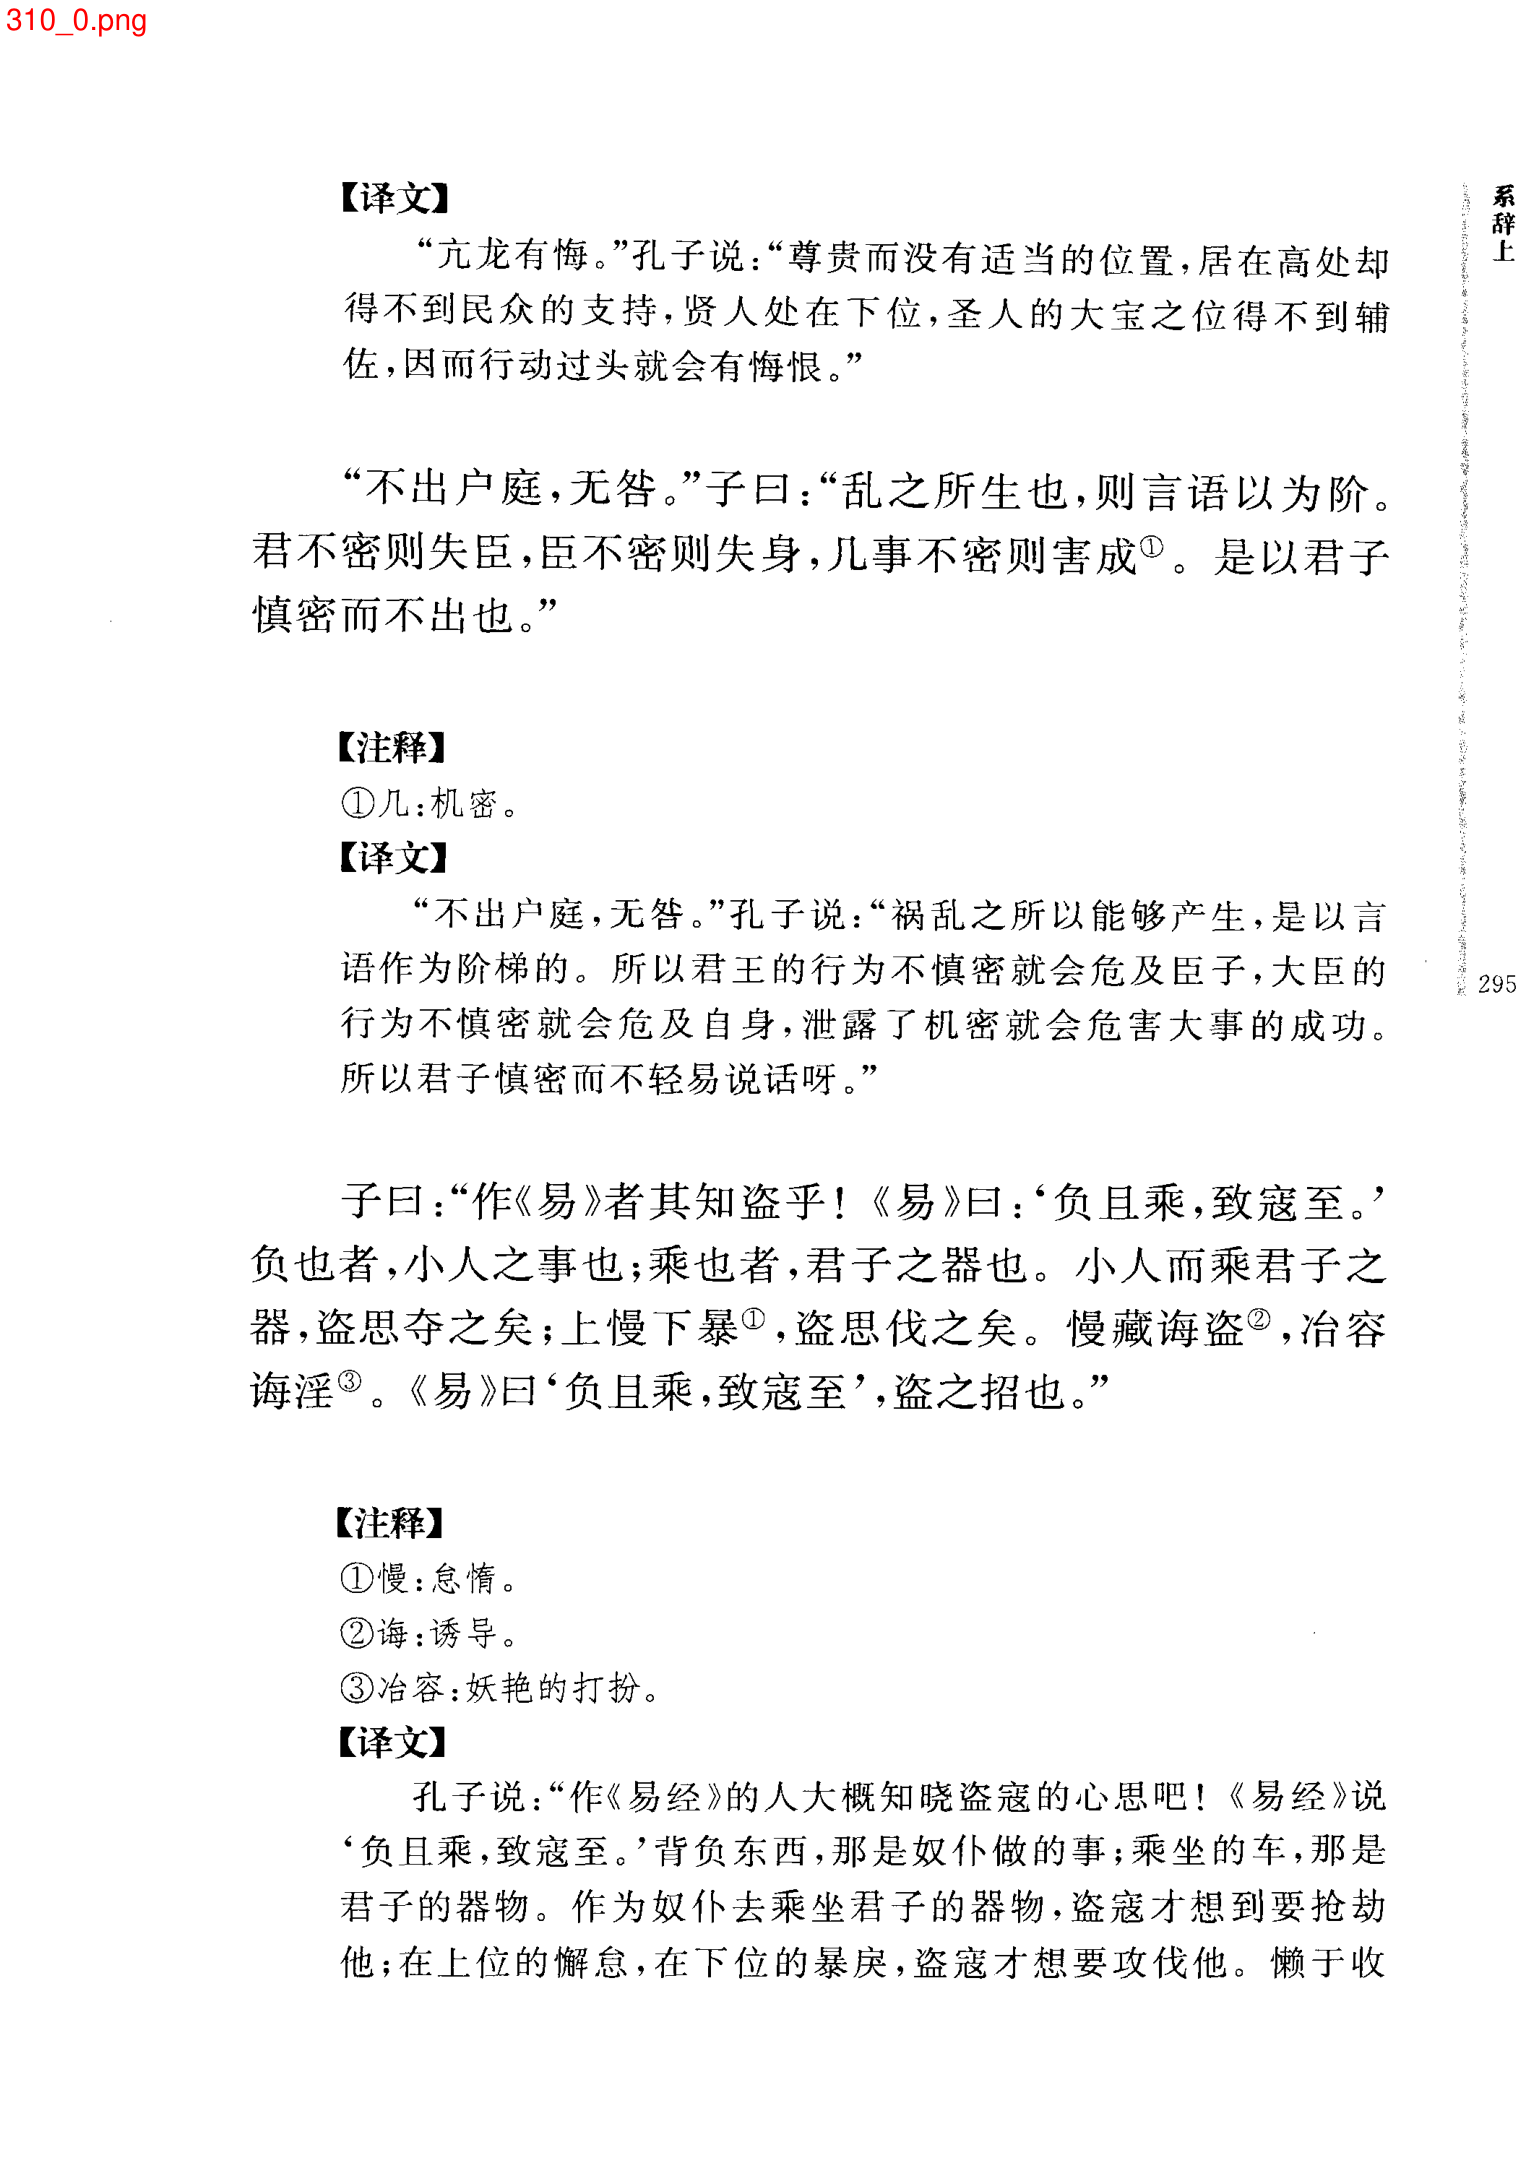 310_0.png
系辞上
【译文】
“亢龙有悔。”孔子说:“尊贵而没有适当的位置,居在高处却
得不到民众的支持,贤人处在下位,圣人的大宝之位得不到辅
佐,因而行动过头就会有悔恨。”
“不出户庭,无咎。”子曰:“乱之所生也,则言语以为阶。
君不密则失臣,臣不密则失身,几事不密则害成①。是以君子
慎密而不出也。”
【注释】
①几:机密。
【译文】
“不出户庭,无咎。”孔子说:“祸乱之所以能够产生,是以言
语作为阶梯的。所以君王的行为不慎密就会危及臣子,大臣的
行为不慎密就会危及自身,泄露了机密就会危害大事的成功。
所以君子慎密而不轻易说话呀。”
295
子曰:“作《易》者其知盗乎!《易》曰:‘负且乘,致寇至。’
负也者,小人之事也;乘也者,君子之器也。小人而乘君子之
器,盗思夺之矣;上慢下暴①,盗思伐之矣。慢藏诲盗②,冶容
诲淫③。《易》曰‘负且乘,致寇至’,盗之招也。”
【注释】
①慢:怠惰。
②诲:诱导。
③冶容:妖艳的打扮。
【译文】
孔子说:“作《易经》的人大概知晓盗寇的心思吧!《易经》说
‘负且乘,致寇至。’背负东西,那是奴仆做的事;乘坐的车,那是
君子的器物。作为奴仆去乘坐君子的器物,盗寇才想到要抢劫
他;在上位的懈怠,在下位的暴戾,盗寇才想要攻伐他。懒于收